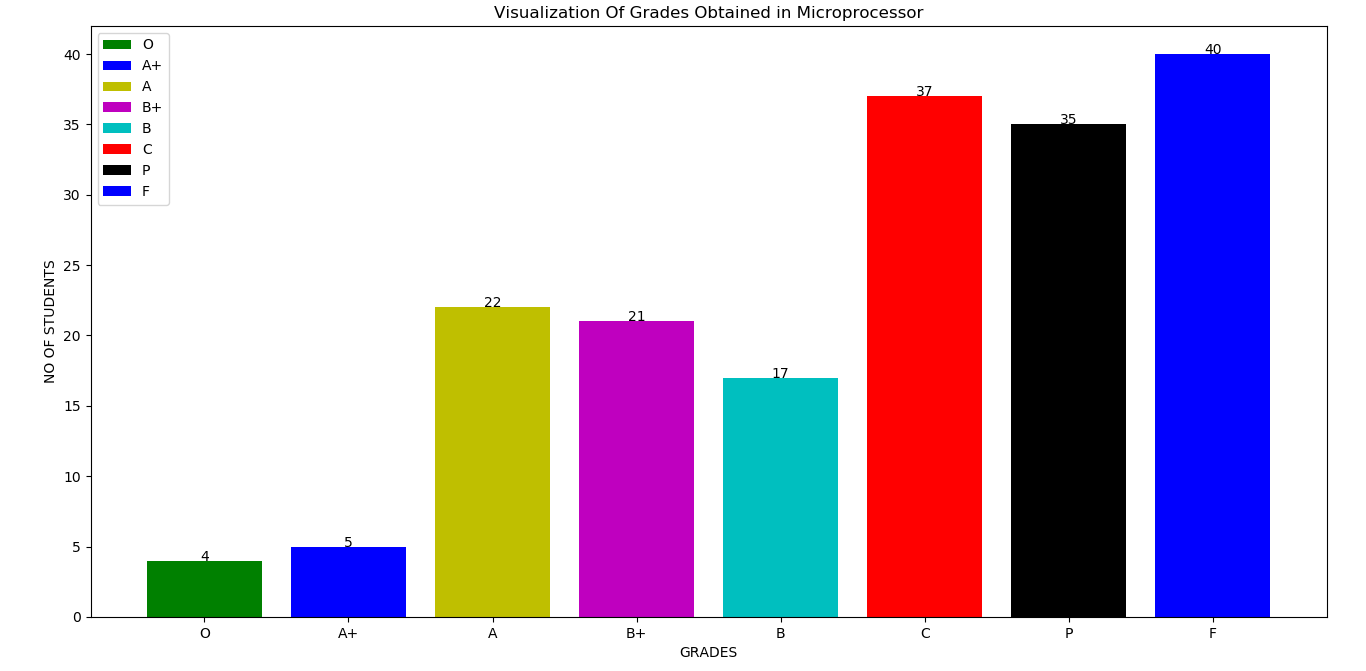 Visualization Of Grades Obtained in Microprocessor
O
A+
A
B+
B
C
P
F
NO OF STUDENTS
40
35
30
25
20
15
10
5
0
4
5
22
21
17
37
35
40
O A+ A B+ B C P F
GRADES